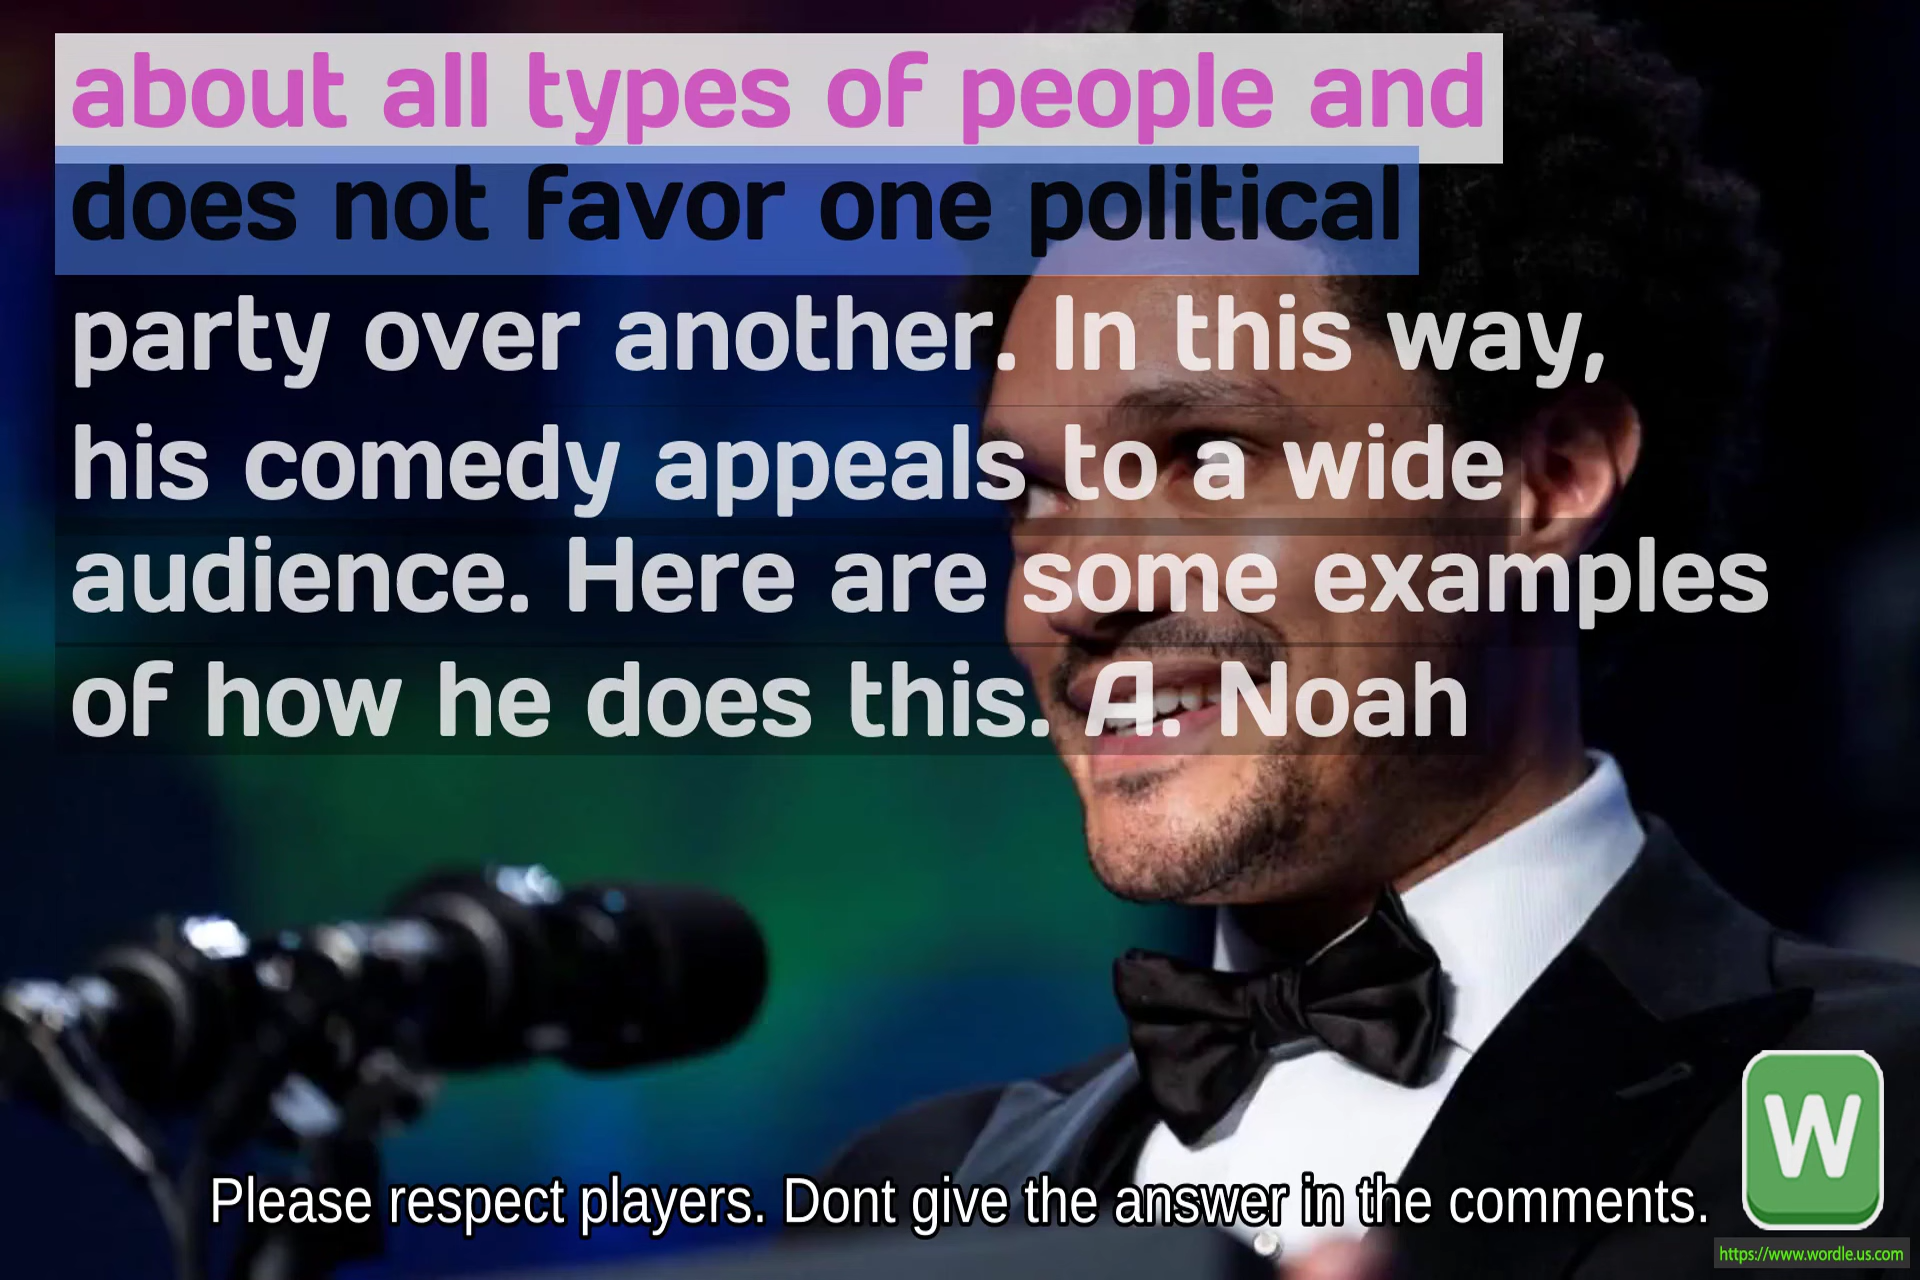 about all types of people and
does not favor one political
party over another. In this way,
his comedy appeals to a wide
audience. Here are some examples
of how he does this. A. Noah
Please respect players. Dont give the answer in the comments.
W
https://www.wordle.us.com